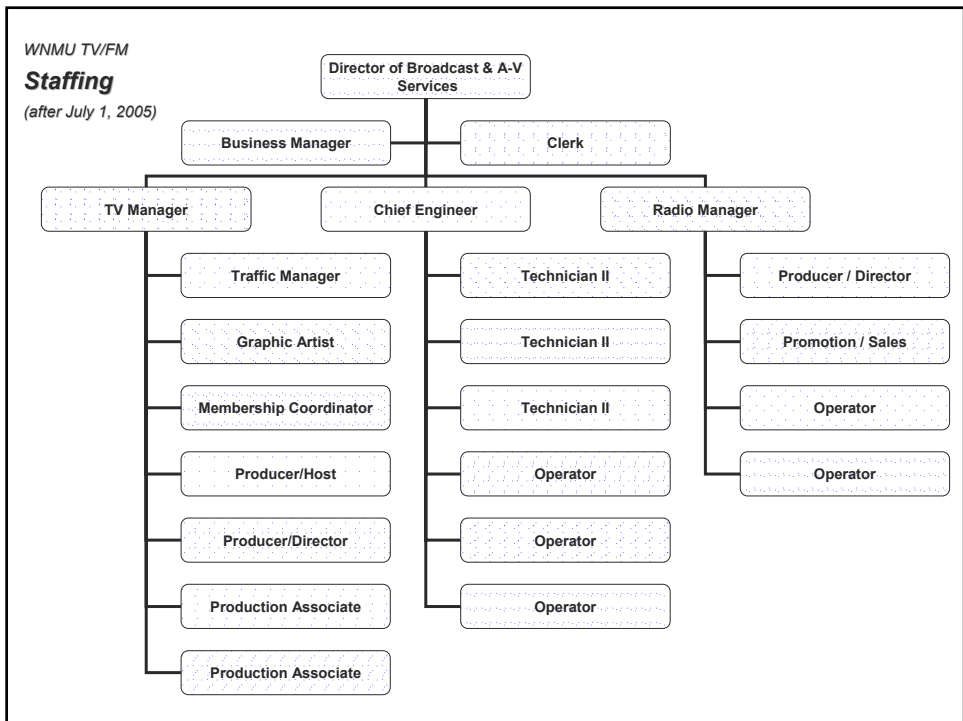 WNMU TV/FM
Staffing
(after July 1, 2005)
Director of Broadcast & A-V
Services
Business Manager
Clerk
TV Manager
Chief Engineer
Radio Manager
Traffic Manager
Technician II
Producer / Director
Graphic Artist
Technician II
Promotion / Sales
Membership Coordinator
Technician II
Operator
Producer/Host
Operator
Operator
Producer/Director
Operator
Production Associate
Operator
Production Associate